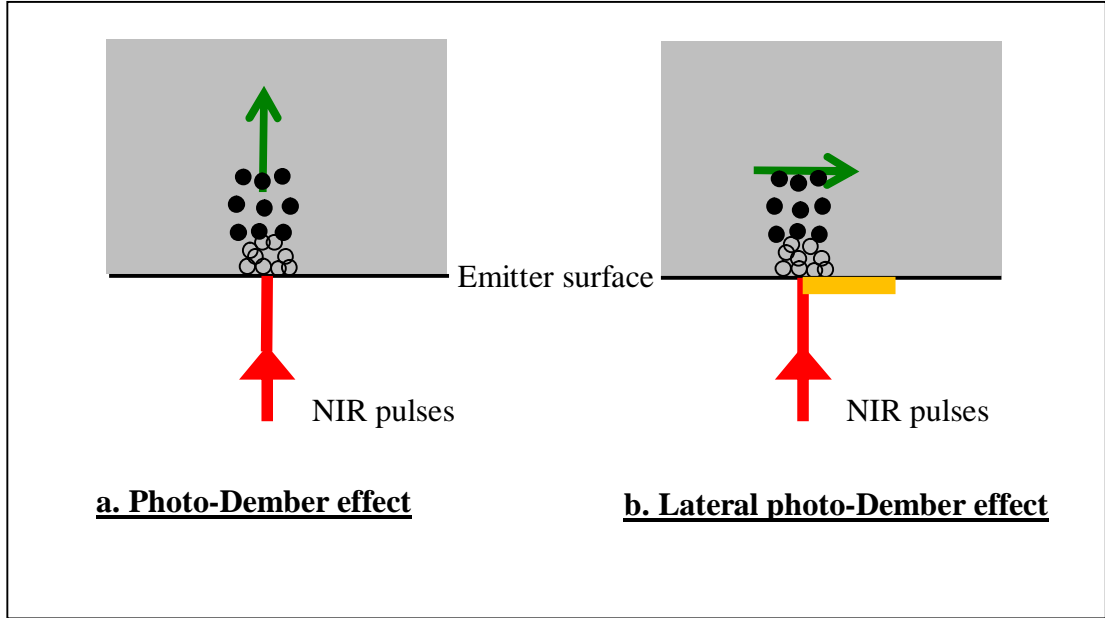 Emitter surface
NIR pulses
NIR pulses
a. Photo-Dember effect
b. Lateral photo-Dember effect